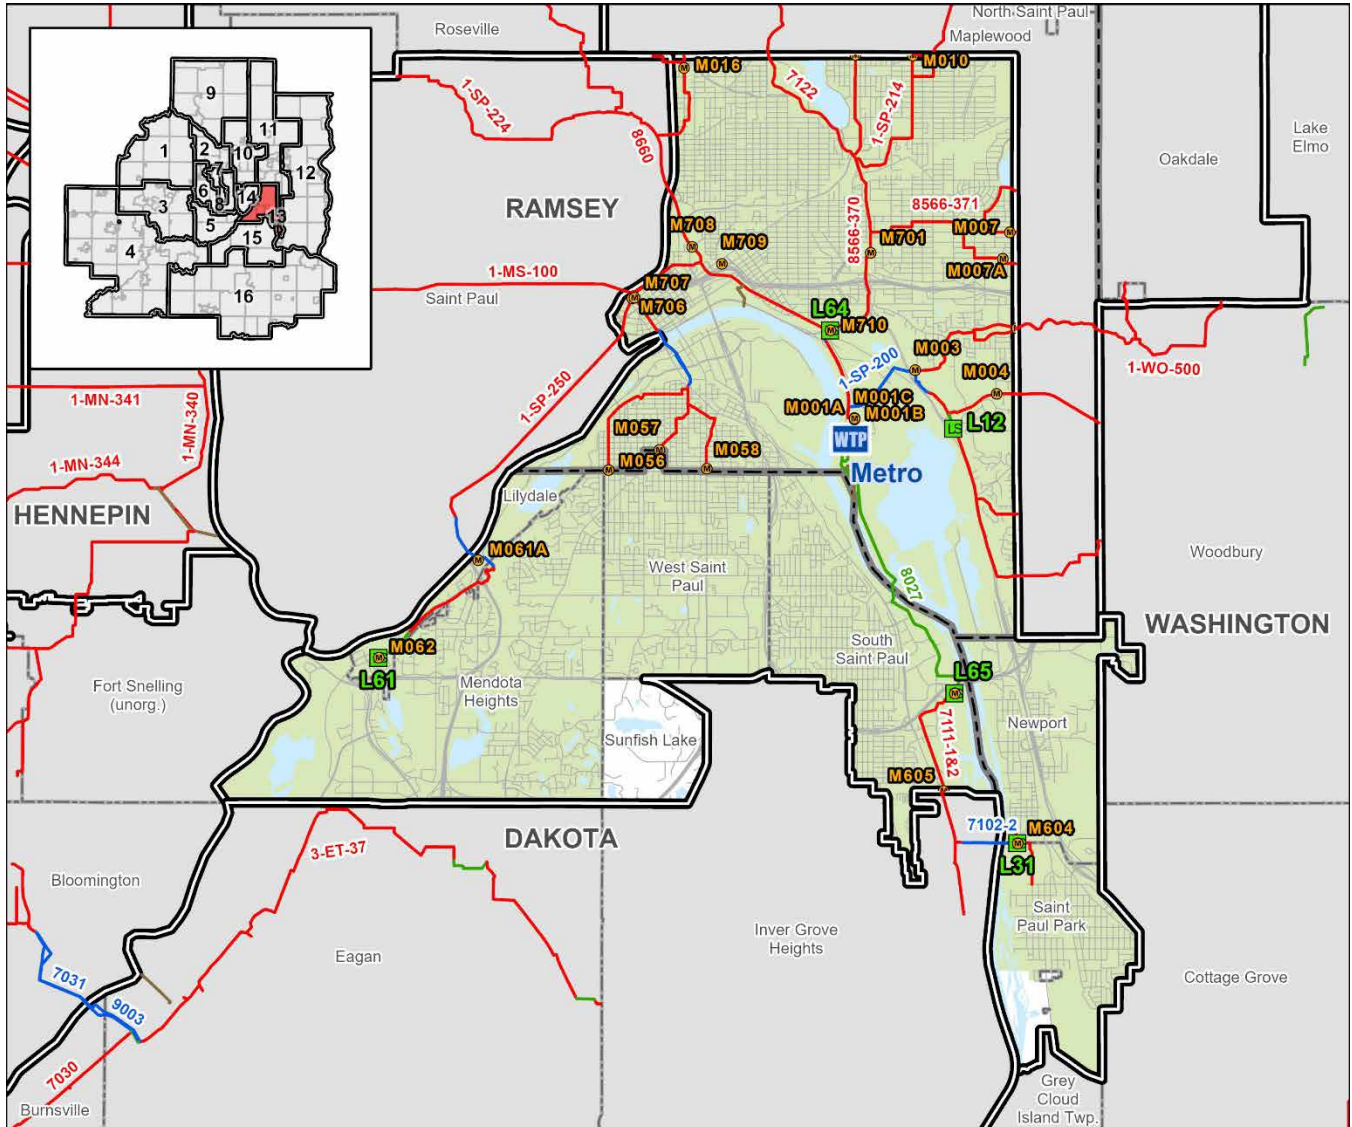 North Saint Paul
Roseville
Maplewood
M016
M010
7122
1-SP-214
1-SP-224
8660
9
11
1
2
10
7
12
6
14
8
3
13
5
15
4
16
Lake
Elmo
Oakdale
RAMSEY
8566-371
M007
M708
M709
8566-370
M701
M007A
1-MS-100
Saint Paul
M707
M706
L64
M710
M003
1-SP-200
M004
1-WO-500
1-MN-341
1-MN-340
1-SP-250
M001C
M001A
M001B
L12
LS
M057
WTP
M056
M058
Metro
1-MN-344
Lilydale
HENNEPIN
M061A
Woodbury
West Saint
Paul
8027
WASHINGTON
South
Saint Paul
M062
L61
L65
Fort Snelling
(unorg.)
Mendota
Heights
Newport
Sunfish Lake
7111-1&2
M605
7102-2
M604
DAKOTA
3-ET-37
L31
Bloomington
Saint
Paul Park
Inver Grove
Heights
Eagan
Cottage Grove
7031
9003
7030
Burnsville
Grey
Cloud
Island Twp.